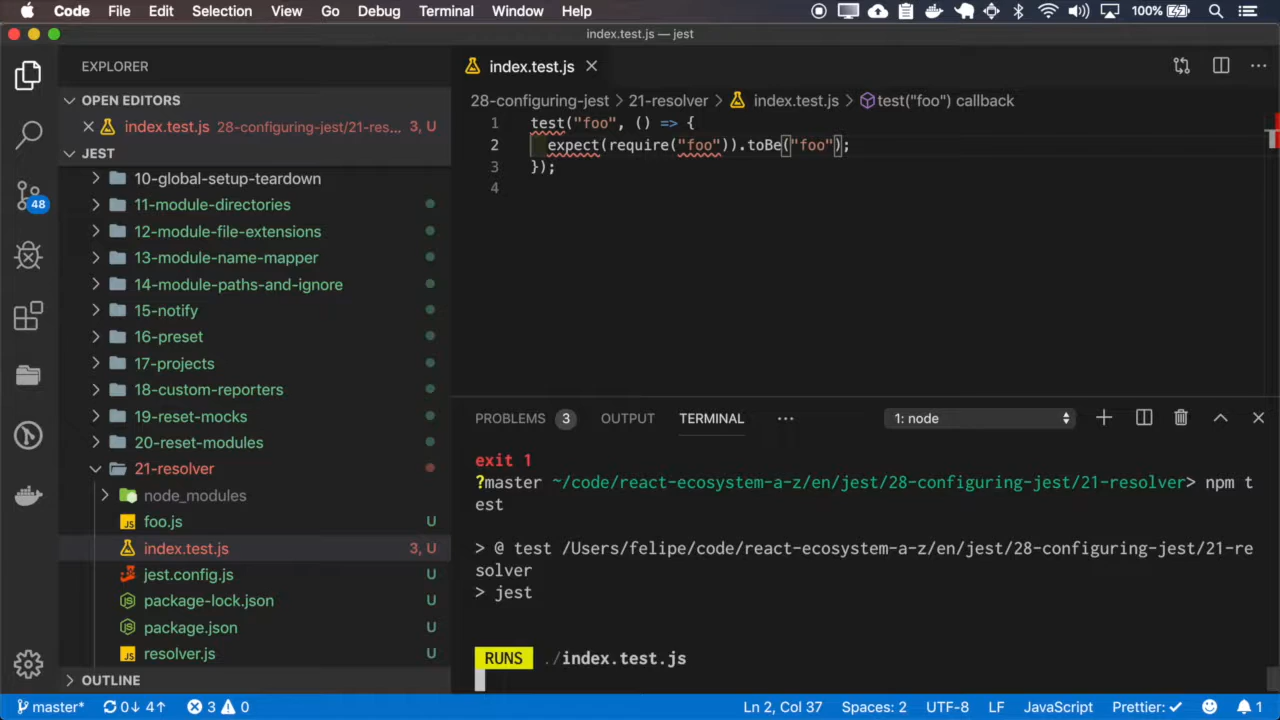 Code File Edit Selection View Go Debug Terminal Window Help 100%
index.test.js — jest
EXPLORER
OPEN EDITORS
index.test.js 28-configuring-jest/21-res... 3, U
JEST
10-global-setup-teardown
11-module-directories
12-module-file-extensions
13-module-name-mapper
14-module-paths-and-ignore
15-notify
16-preset
17-projects
18-custom-reporters
19-reset-mocks
20-reset-modules
21-resolver
node_modules
foo.js U
index.test.js 3, U
jest.config.js U
package-lock.json U
package.json U
resolver.js U
OUTLINE
48
index.test.js
28-configuring-jest > 21-resolver > index.test.js > test("foo") callback
1 test("foo", () => {
2 expect(require("foo")).toBe("foo");
3 });
4
PROBLEMS 3 OUTPUT TERMINAL ··· 1: node
exit 1
?master ~/code/react-ecosystem-a-z/en/jest/28-configuring-jest/21-resolver> npm t
est
> @ test /Users/felipe/code/react-ecosystem-a-z/en/jest/28-configuring-jest/21-re
solver
> jest
RUNS ./index.test.js
master* 0↓ 4↑ 3 0 Ln 2, Col 37 Spaces: 2 UTF-8 LF JavaScript Prettier: ✓ 1